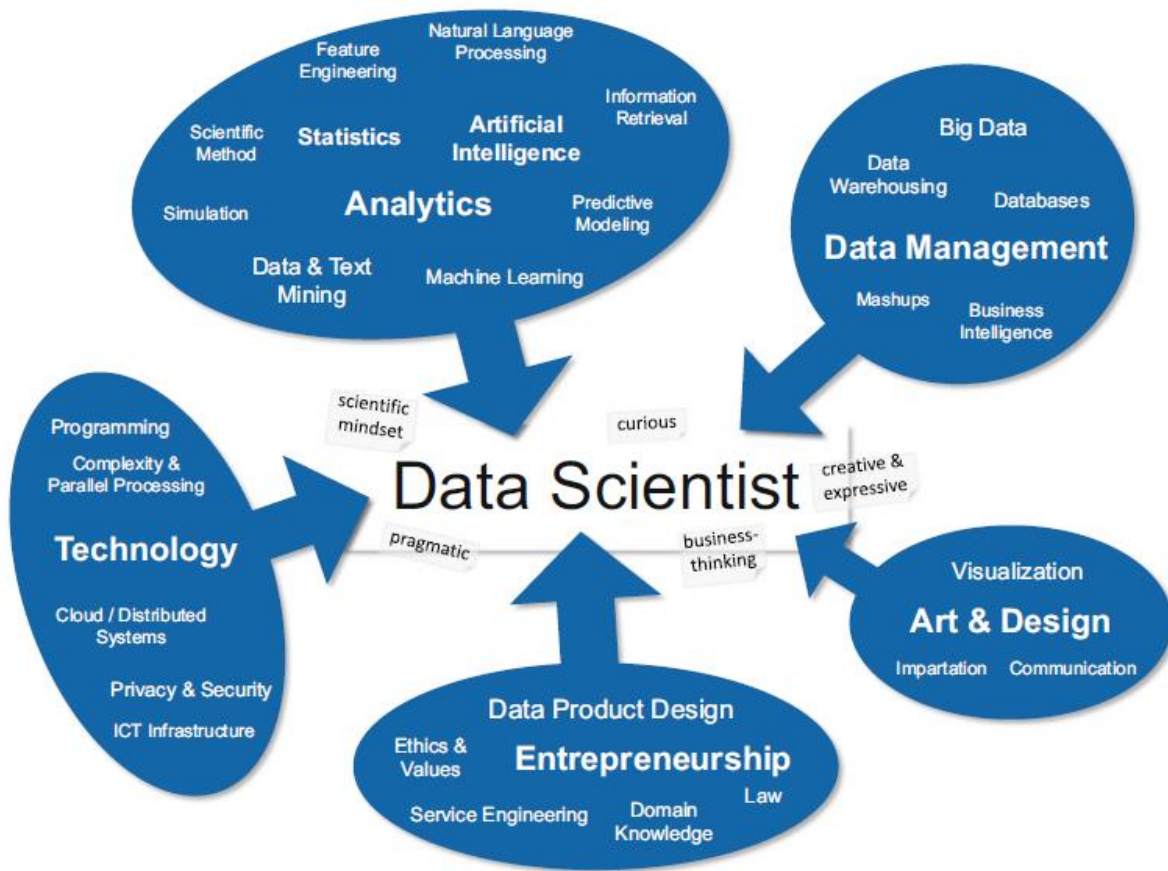 Natural Language
Processing
Feature
Engineering
Information
Retrieval
Scientific
Method
Statistics
Artificial
Intelligence
Simulation
Analytics
Predictive
Modeling
Data & Text
Mining
Machine Learning
Big Data
Data
Warehousing
Databases
Data Management
Mashups
Business
Intelligence
Programming
Complexity &
Parallel Processing
Technology
Cloud / Distributed
Systems
Privacy & Security
ICT Infrastructure
scientific
mindset
curious
Data Scientist
creative &
expressive
pragmatic
business-
thinking
Visualization
Art & Design
Impartation
Communication
Data Product Design
Ethics &
Values
Entrepreneurship
Service Engineering
Domain
Knowledge
Law